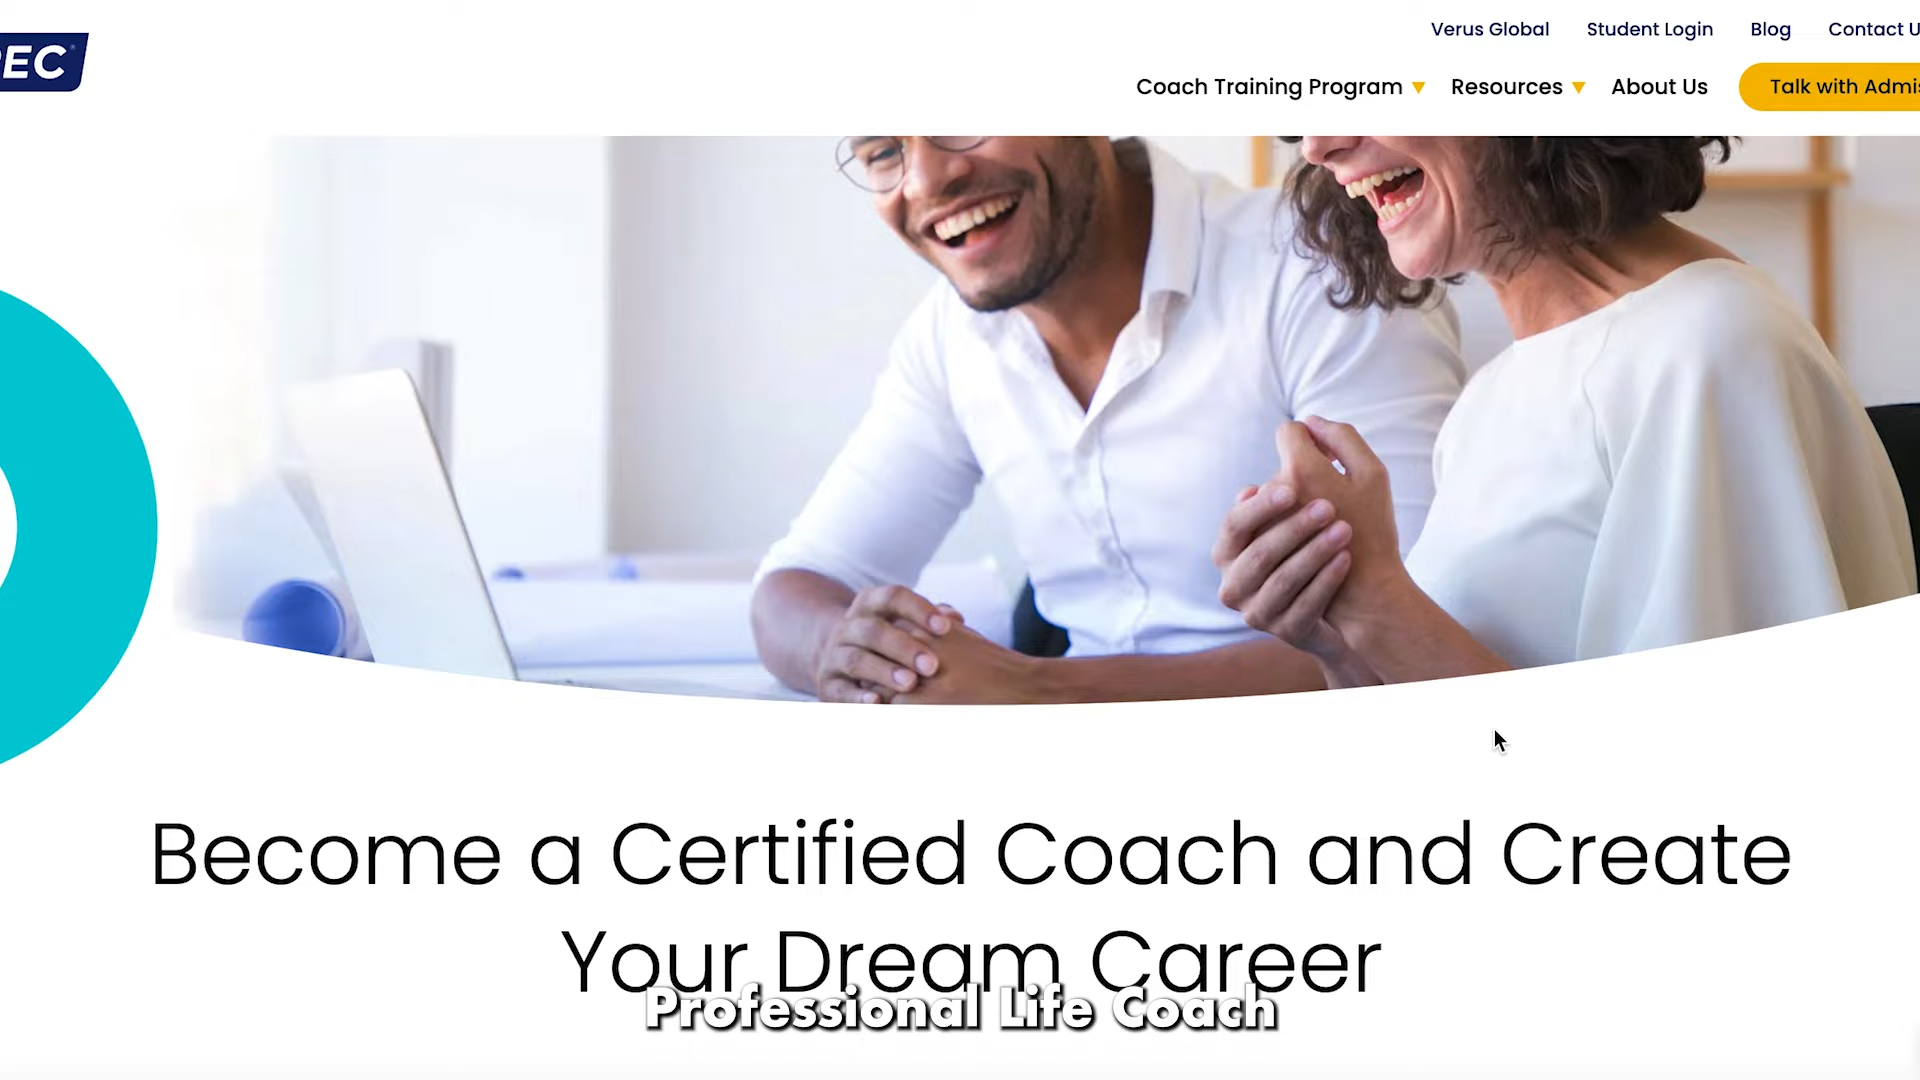 Verus Global Student Login Blog Contact U
EC
Coach Training Program Resources About Us Talk with Admis
Become a Certified Coach and Create
Your Dream Career
Professional Life Coach